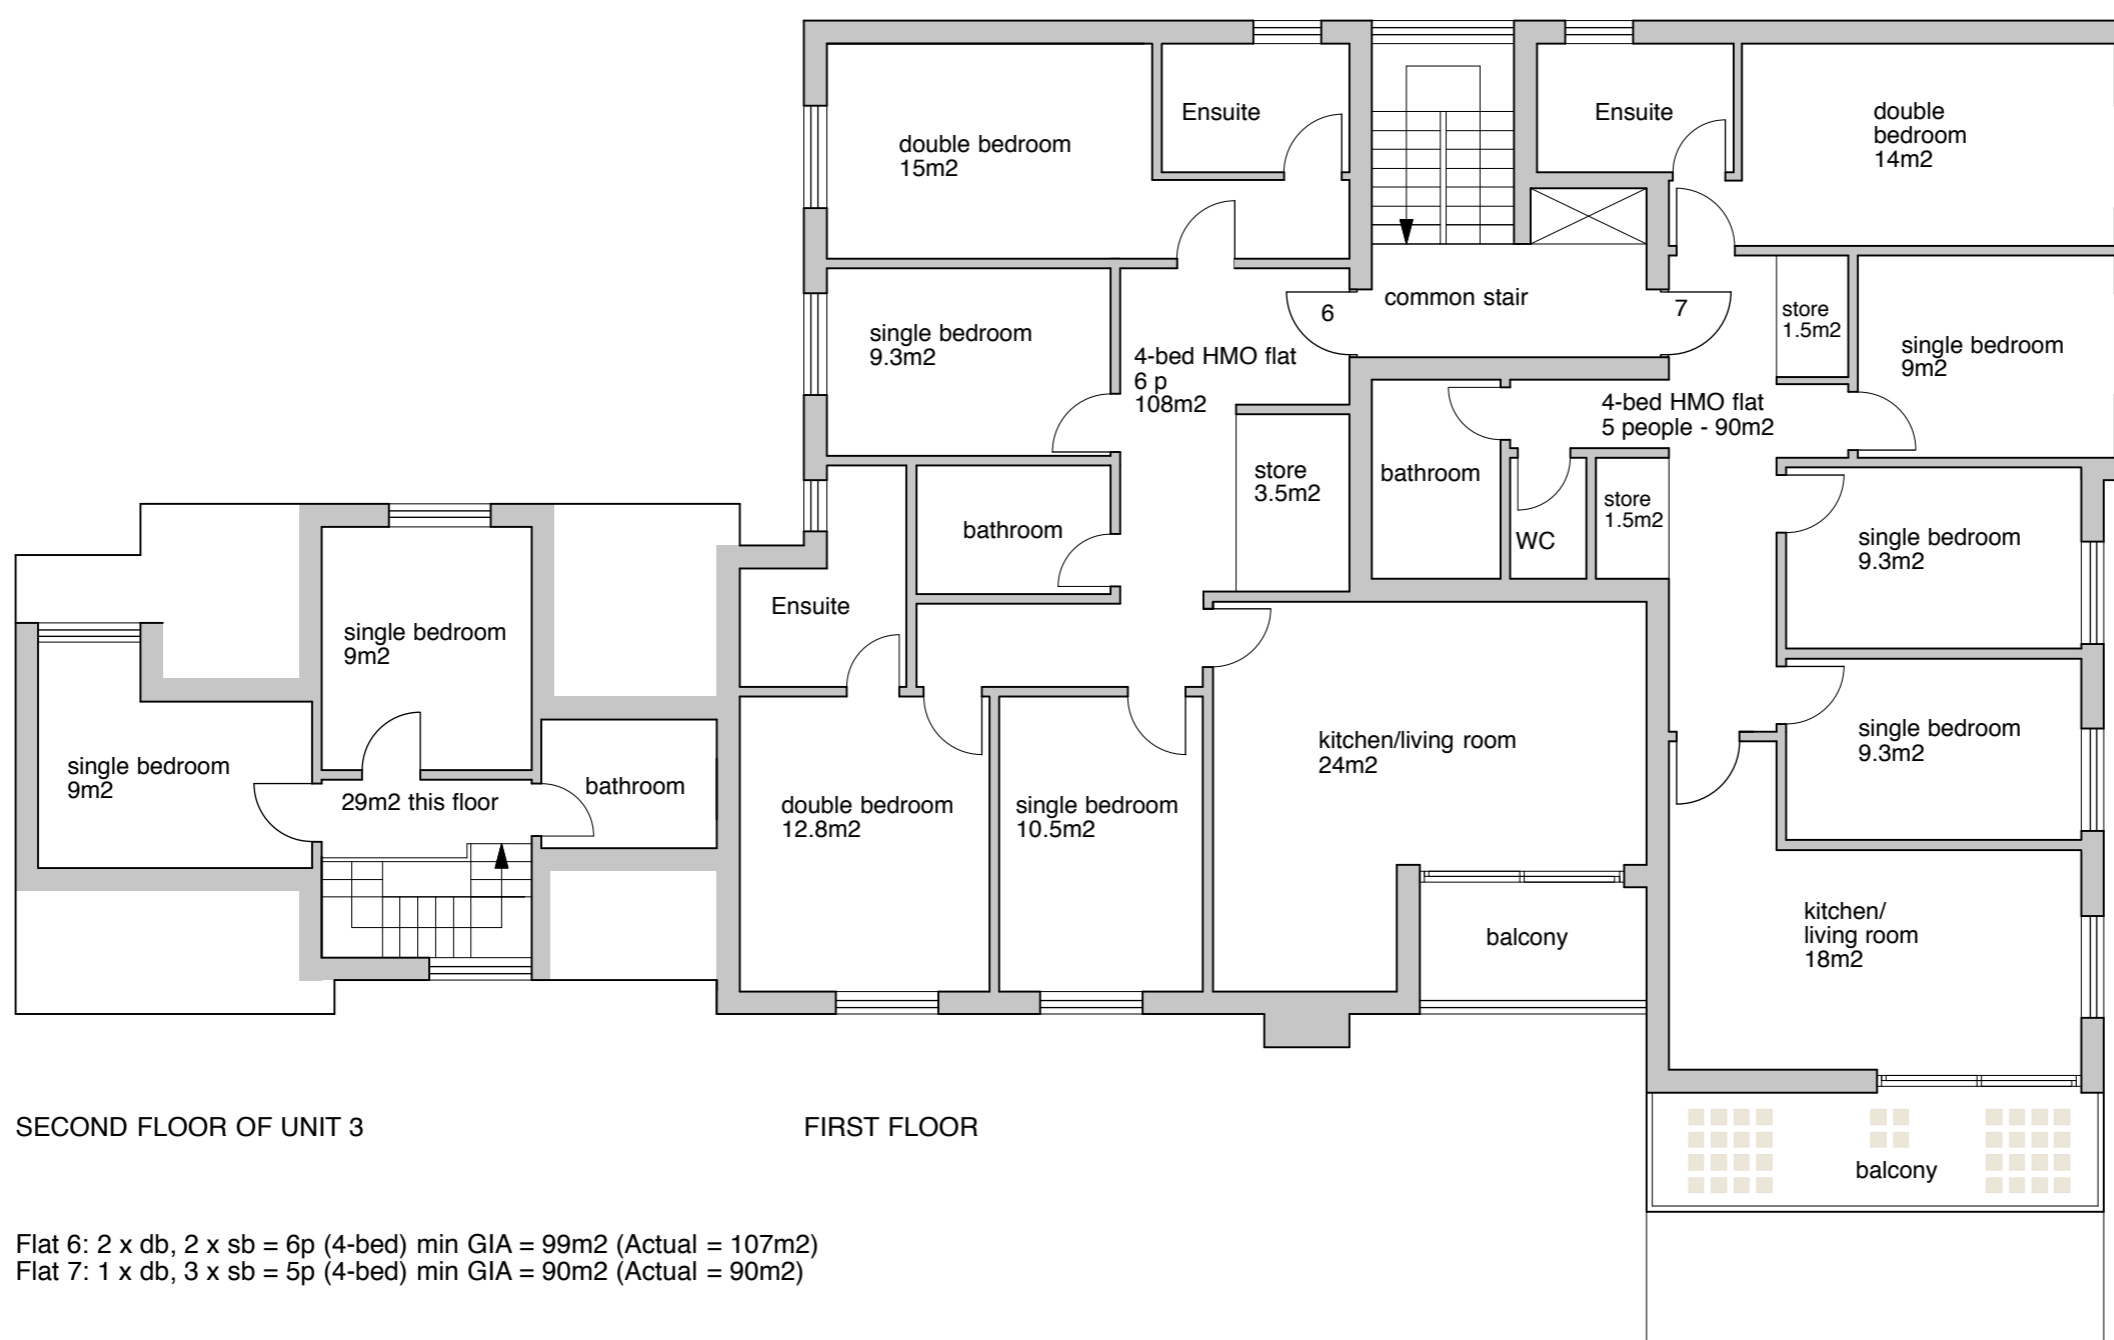 Ensuite
Ensuite
double
bedroom
14m2
double bedroom
15m2
common stair
6
7
store
1.5m2
single bedroom
9.3m2
single bedroom
9m2
4-bed HMO flat
6 p
108m2
4-bed HMO flat
5 people - 90m2
store
3.5m2
bathroom
store
1.5m2
bathroom
WC
single bedroom
9.3m2
Ensuite
single bedroom
9m2
single bedroom
9m2
29m2 this floor
bathroom
double bedroom
12.8m2
single bedroom
10.5m2
kitchen/living room
24m2
single bedroom
9.3m2
balcony
kitchen/
living room
18m2
SECOND FLOOR OF UNIT 3
FIRST FLOOR
balcony
Flat 6: 2 x db, 2 x sb = 6p (4-bed) min GIA = 99m2 (Actual = 107m2)
Flat 7: 1 x db, 3 x sb = 5p (4-bed) min GIA = 90m2 (Actual = 90m2)